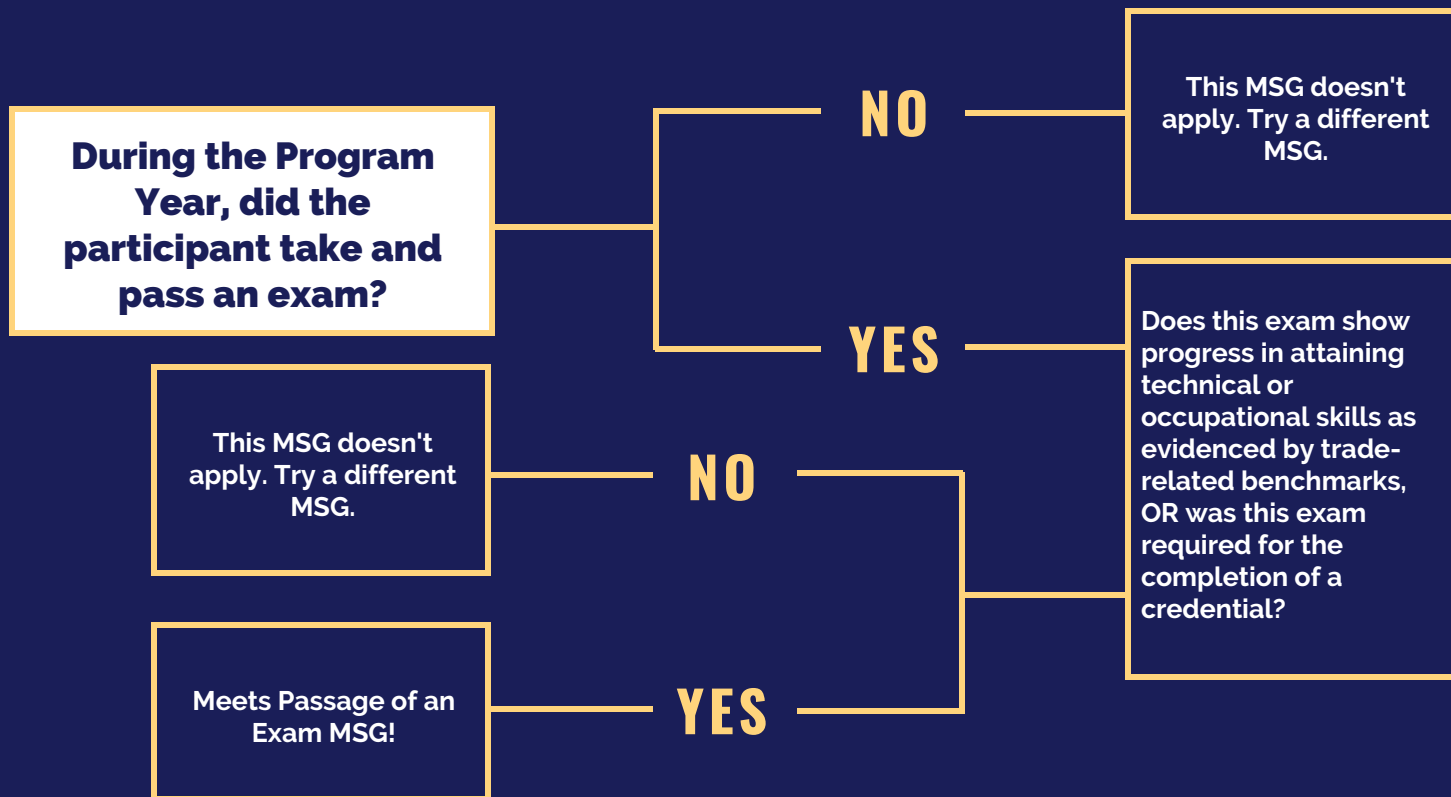 During the Program
Year, did the
participant take and
pass an exam?
NO
This MSG doesn't
apply. Try a different
MSG.
YES
Does this exam show
progress in attaining
technical or
occupational skills as
evidenced by trade-
related benchmarks,
OR was this exam
required for the
completion of a
credential?
NO
This MSG doesn't
apply. Try a different
MSG.
YES
Meets Passage of an
Exam MSG!